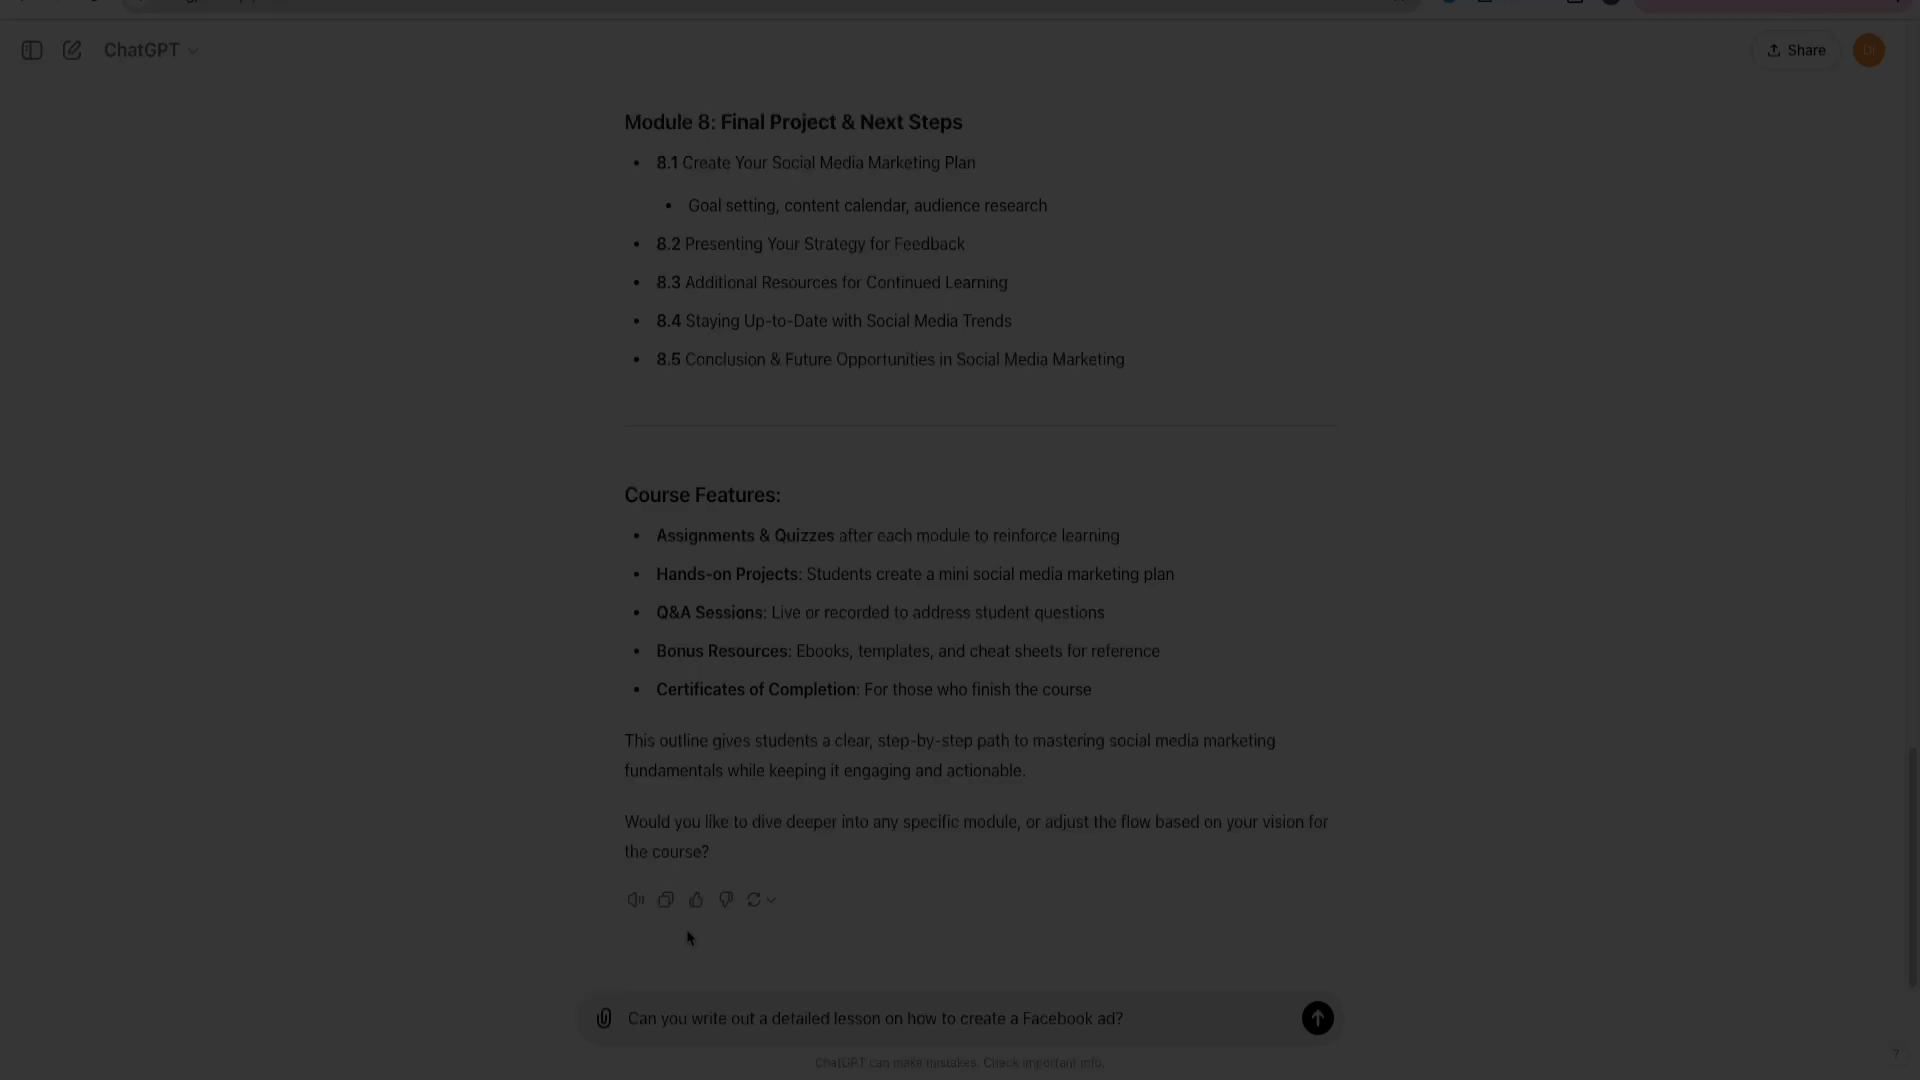 ChatGPT
Share
DI
Module 8: Final Project & Next Steps
• 8.1 Create Your Social Media Marketing Plan
• Goal setting, content calendar, audience research
• 8.2 Presenting Your Strategy for Feedback
• 8.3 Additional Resources for Continued Learning
• 8.4 Staying Up-to-Date with Social Media Trends
• 8.5 Conclusion & Future Opportunities in Social Media Marketing
Course Features:
• Assignments & Quizzes after each module to reinforce learning
• Hands-on Projects: Students create a mini social media marketing plan
• Q&A Sessions: Live or recorded to address student questions
• Bonus Resources: Ebooks, templates, and cheat sheets for reference
• Certificates of Completion: For those who finish the course
This outline gives students a clear, step-by-step path to mastering social media marketing
fundamentals while keeping it engaging and actionable.
Would you like to dive deeper into any specific module, or adjust the flow based on your vision for
the course?
Can you write out a detailed lesson on how to create a Facebook ad?
ChatGPT can make mistakes. Check important info.
?